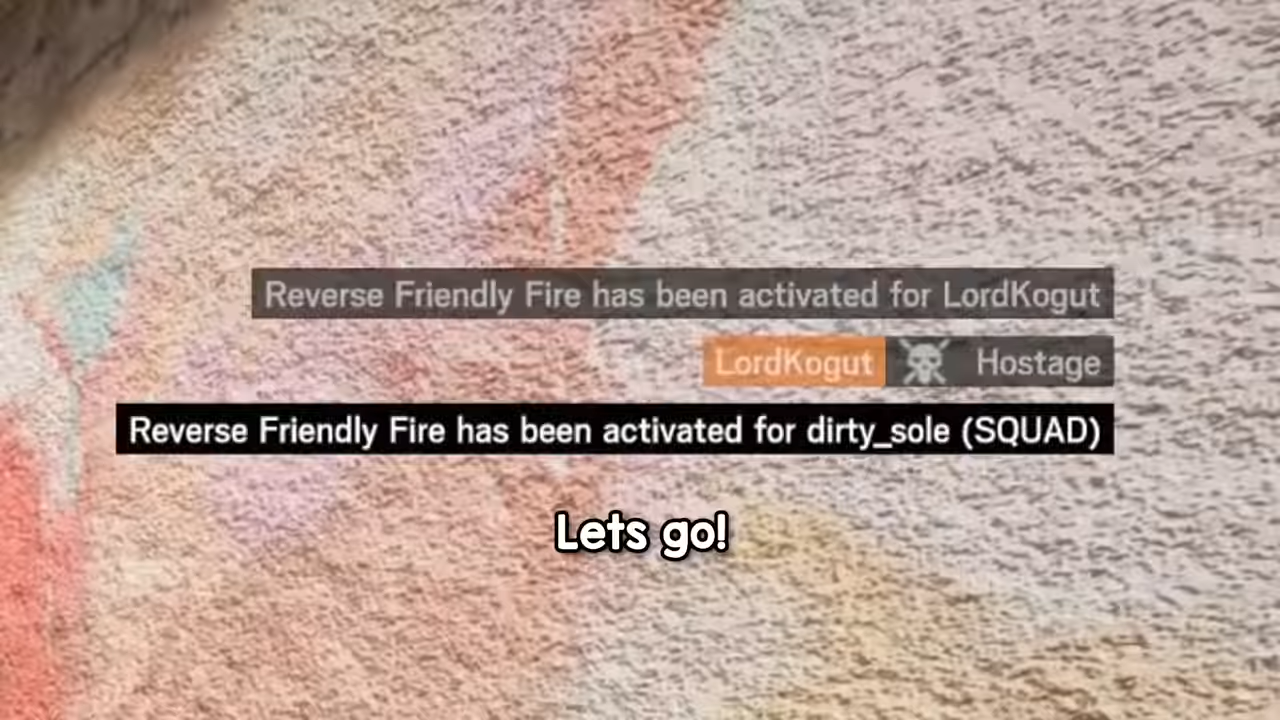 Reverse Friendly Fire has been activated for LordKogut
LordKogut Hostage
Reverse Friendly Fire has been activated for dirty_sole (SQUAD)
Lets go!